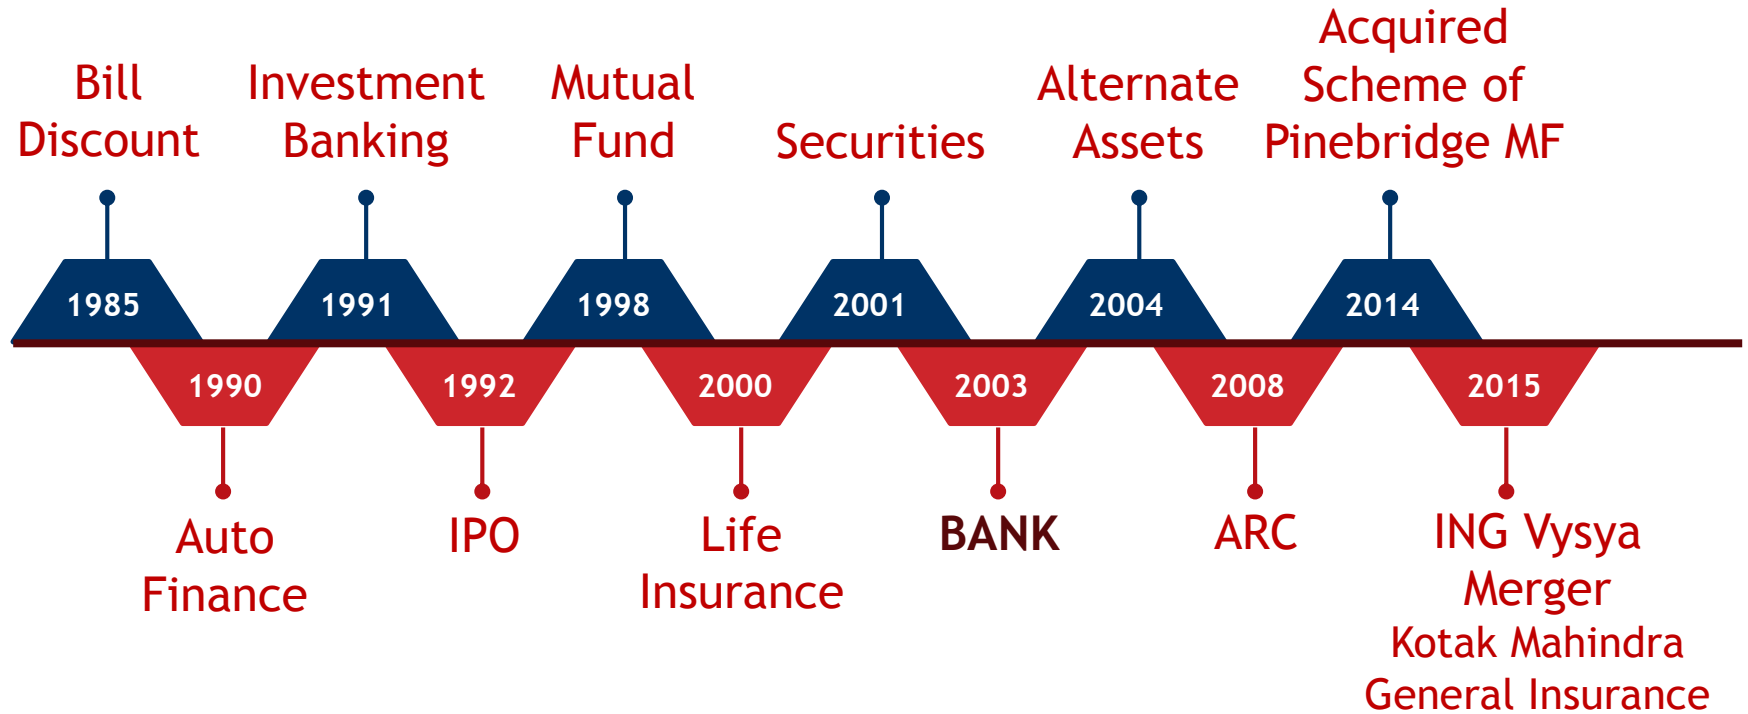 Bill
Discount
Investment
Banking
Mutual
Fund
Securities
Alternate
Assets
Acquired
Scheme of
Pinebridge MF
1985
1991
1998
2001
2004
2014
1990
1992
2000
2003
2008
2015
Auto
Finance
IPO
Life
Insurance
BANK
ARC
ING Vysya
Merger
Kotak Mahindra
General Insurance